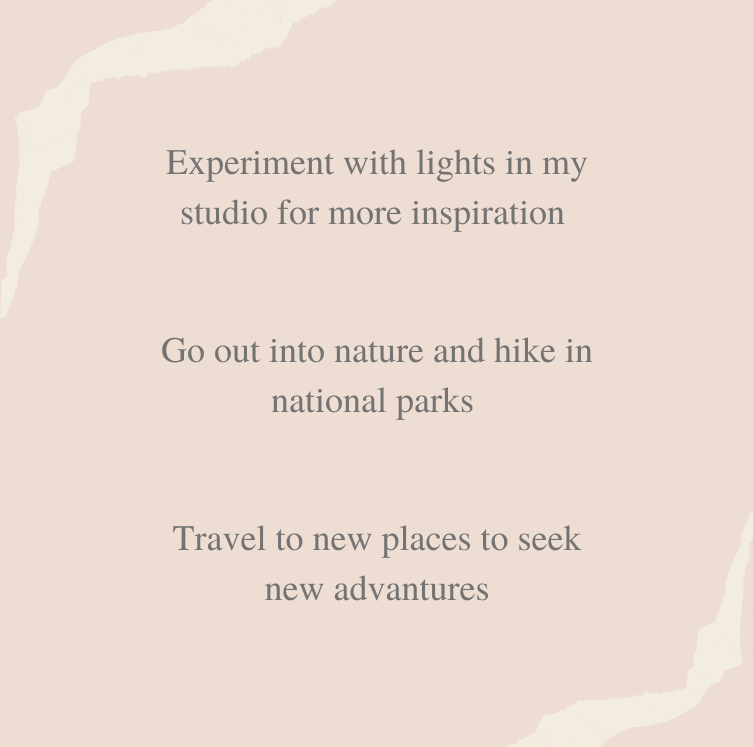 Experiment with lights in my
studio for more inspiration
Go out into nature and hike in
national parks
Travel to new places to seek
new advantures